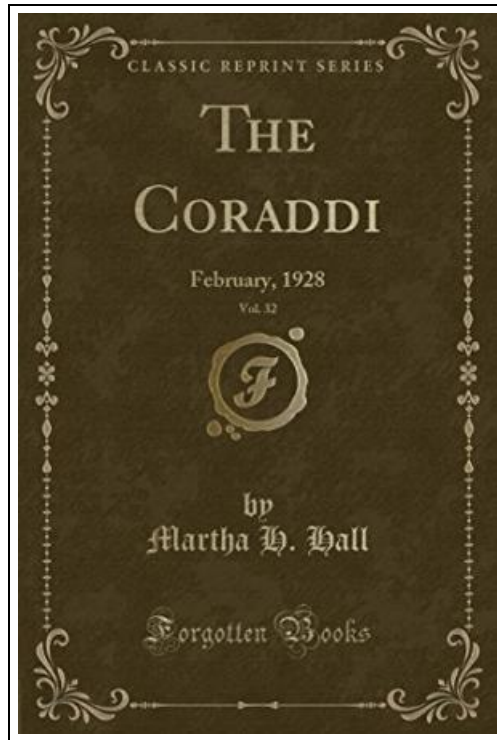 CLASSIC REPRINT SERIES
THE
CORADDI
February, 1928
Vol. 32
F
by
Martha H. Hall
Forgotten Books